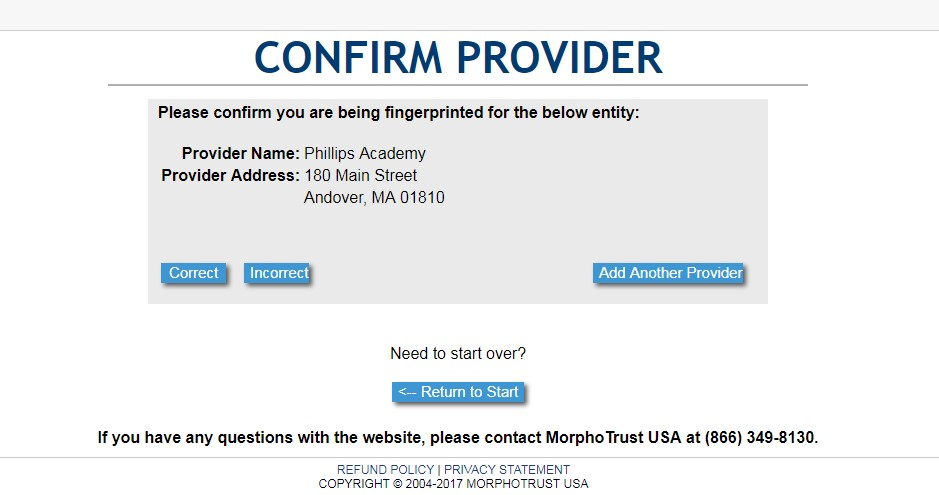 CONFIRM PROVIDER
Please confirm you are being fingerprinted for the below entity:
Provider Name: Phillips Academy
Provider Address: 180 Main Street
Andover, MA 01810
Correct Incorrect Add Another Provider
Need to start over?
<-- Return to Start
If you have any questions with the website, please contact MorphoTrust USA at (866) 349-8130.
REFUND POLICY | PRIVACY STATEMENT
COPYRIGHT © 2004-2017 MORPHOTRUST USA